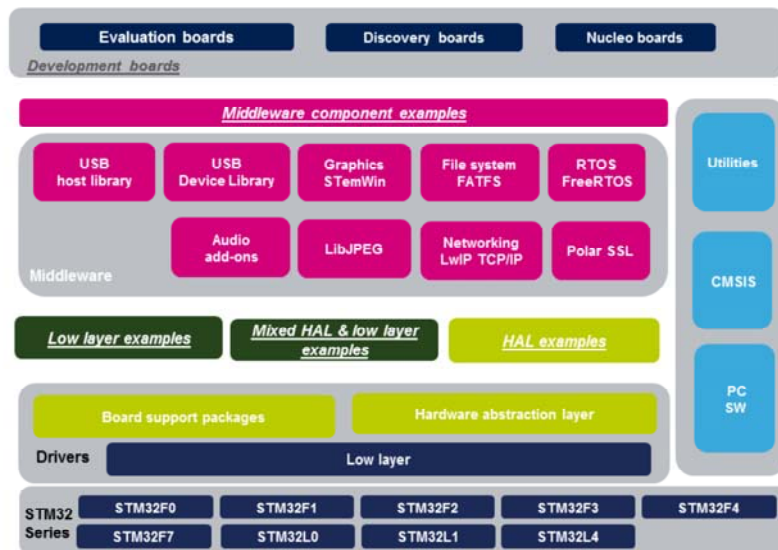 Evaluation boards
Discovery boards
Nucleo boards
Development boards
Middleware component examples
USB
host library
USB
Device Library
Graphics
STemWin
File system
FATFS
RTOS
FreeRTOS
Audio
add-ons
LibJPEG
Networking
LwIP TCP/IP
Polar SSL
Middleware
Utilities
CMSIS
PC
SW
Low layer examples
Mixed HAL & low layer
examples
HAL examples
Board support packages
Hardware abstraction layer
Drivers
Low layer
STM32
Series
STM32F0
STM32F1
STM32F2
STM32F3
STM32F4
STM32F7
STM32L0
STM32L1
STM32L4